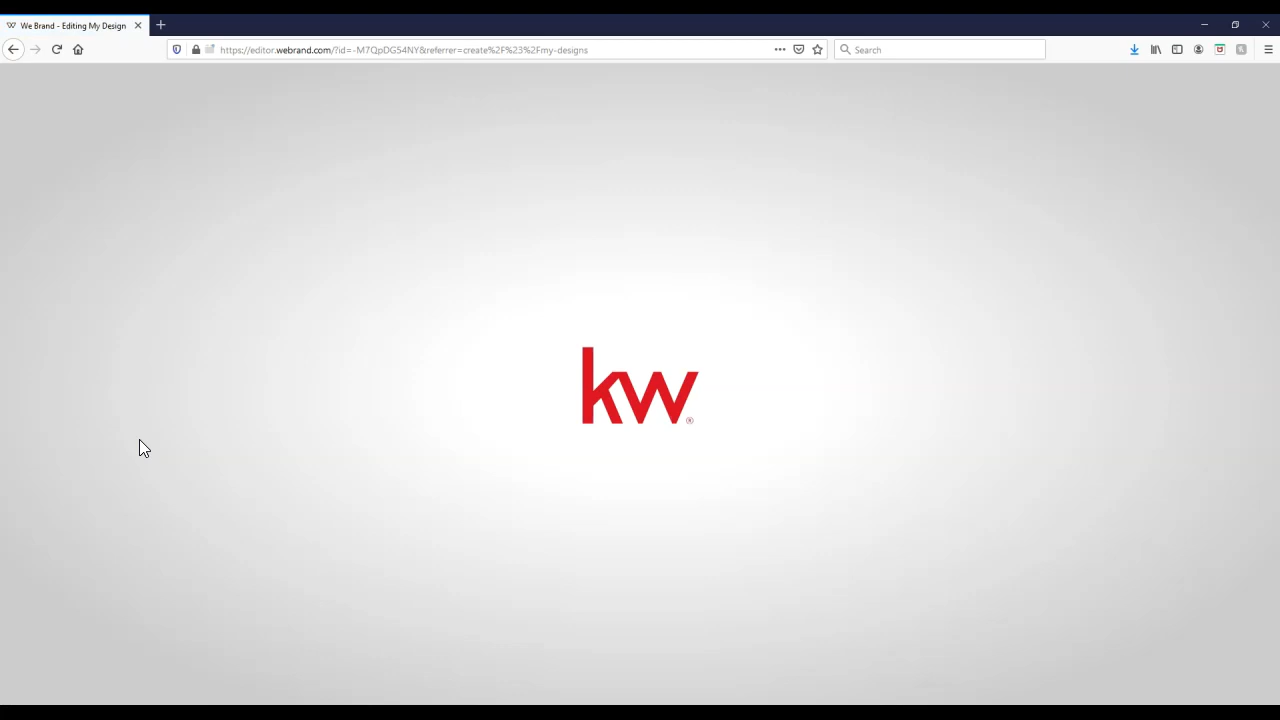 We Brand - Editing My Design
https://editor.webrand.com/?id=-M7QpDG54NY&referrer=create%2F%23%2Fmy-designs
Search
kw
®